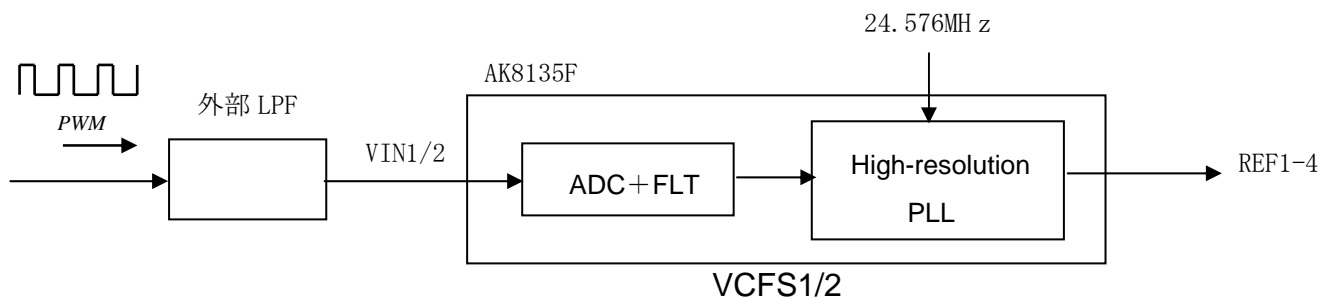 24.576MHz
AK8135F
外部 LPF
PWM
VIN1/2
ADC+FLT
High-resolution
PLL
REF1-4
VCFS1/2